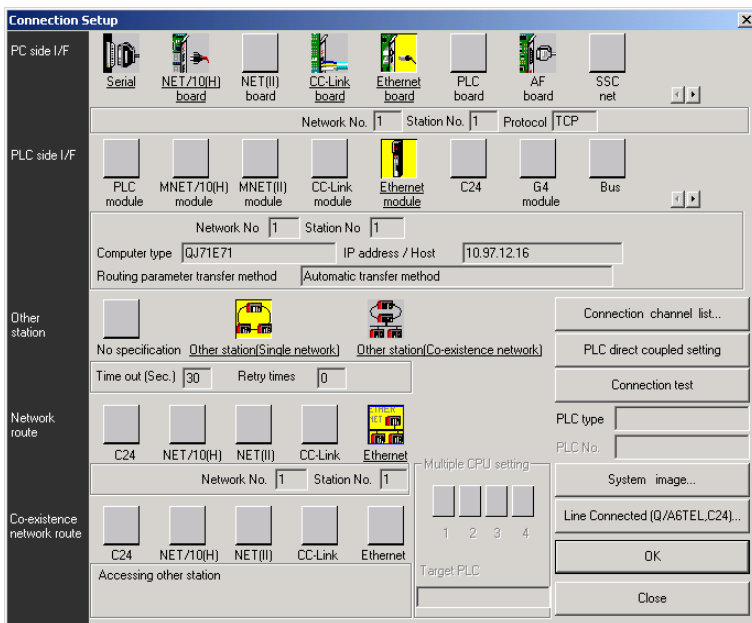 Connection Setup
PC side I/F
Serial
NET/10(H) board
NET(II) board
CC-Link board
Ethernet board
PLC board
AF board
SSC net
Network No. 1 Station No. 1 Protocol TCP
PLC side I/F
PLC module
MNET/10(H) module
MNET(II) module
CC-Link module
Ethernet module
C24
G4 module
Bus
Network No 1 Station No 1
Computer type QJ71E71 IP address / Host 10.97.12.16
Routing parameter transfer method Automatic transfer method
Other station
No specification Other station(Single network) Other station(Co-existence network)
Time out (Sec.) 30 Retry times 0
Connection channel list...
PLC direct coupled setting
Connection test
PLC type
PLC No.
System image...
Line Connected (Q/A6TEL,C24)...
OK
Close
Network route
C24 NET/10(H) NET(II) CC-Link Ethernet
Network No. 1 Station No. 1
Multiple CPU setting
1 2 3 4
Target PLC
Co-existence network route
C24 NET/10(H) NET(II) CC-Link Ethernet
Accessing other station